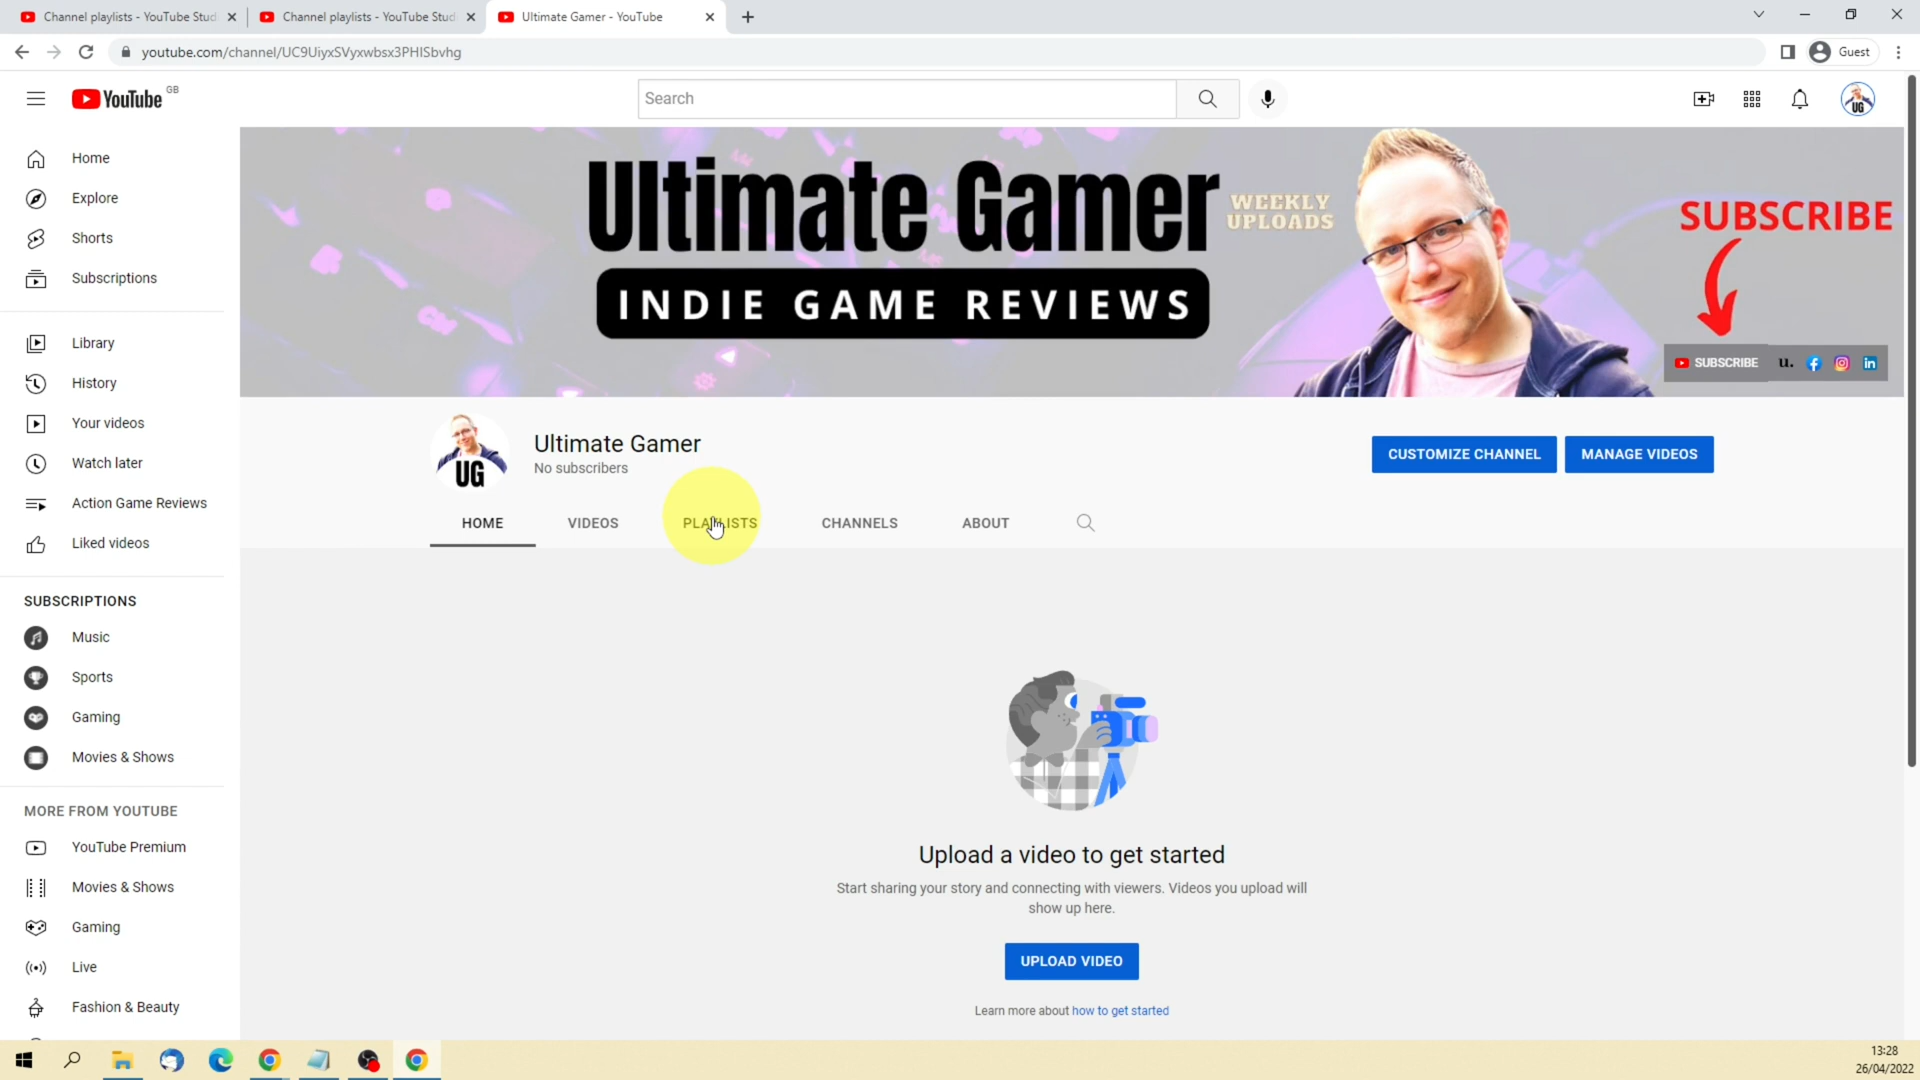 Channel playlists - YouTube Stud
Channel playlists - YouTube Stud
Ultimate Gamer - YouTube
youtube.com/channel/UC9UiyxSVyxwbsx3PHISbvhg
Guest
YouTube GB
Search
UG
Home
Explore
Shorts
Subscriptions
Library
History
Your videos
Watch later
Action Game Reviews
Liked videos
SUBSCRIPTIONS
Music
Sports
Gaming
Movies & Shows
MORE FROM YOUTUBE
YouTube Premium
Movies & Shows
Gaming
Live
Fashion & Beauty
Ultimate Gamer
INDIE GAME REVIEWS
WEEKLY
UPLOADS
SUBSCRIBE
SUBSCRIBE u.
UG
Ultimate Gamer
No subscribers
CUSTOMIZE CHANNEL MANAGE VIDEOS
HOME VIDEOS PLAYLISTS CHANNELS ABOUT
Upload a video to get started
Start sharing your story and connecting with viewers. Videos you upload will
show up here.
UPLOAD VIDEO
Learn more about how to get started
13:28
26/04/2022